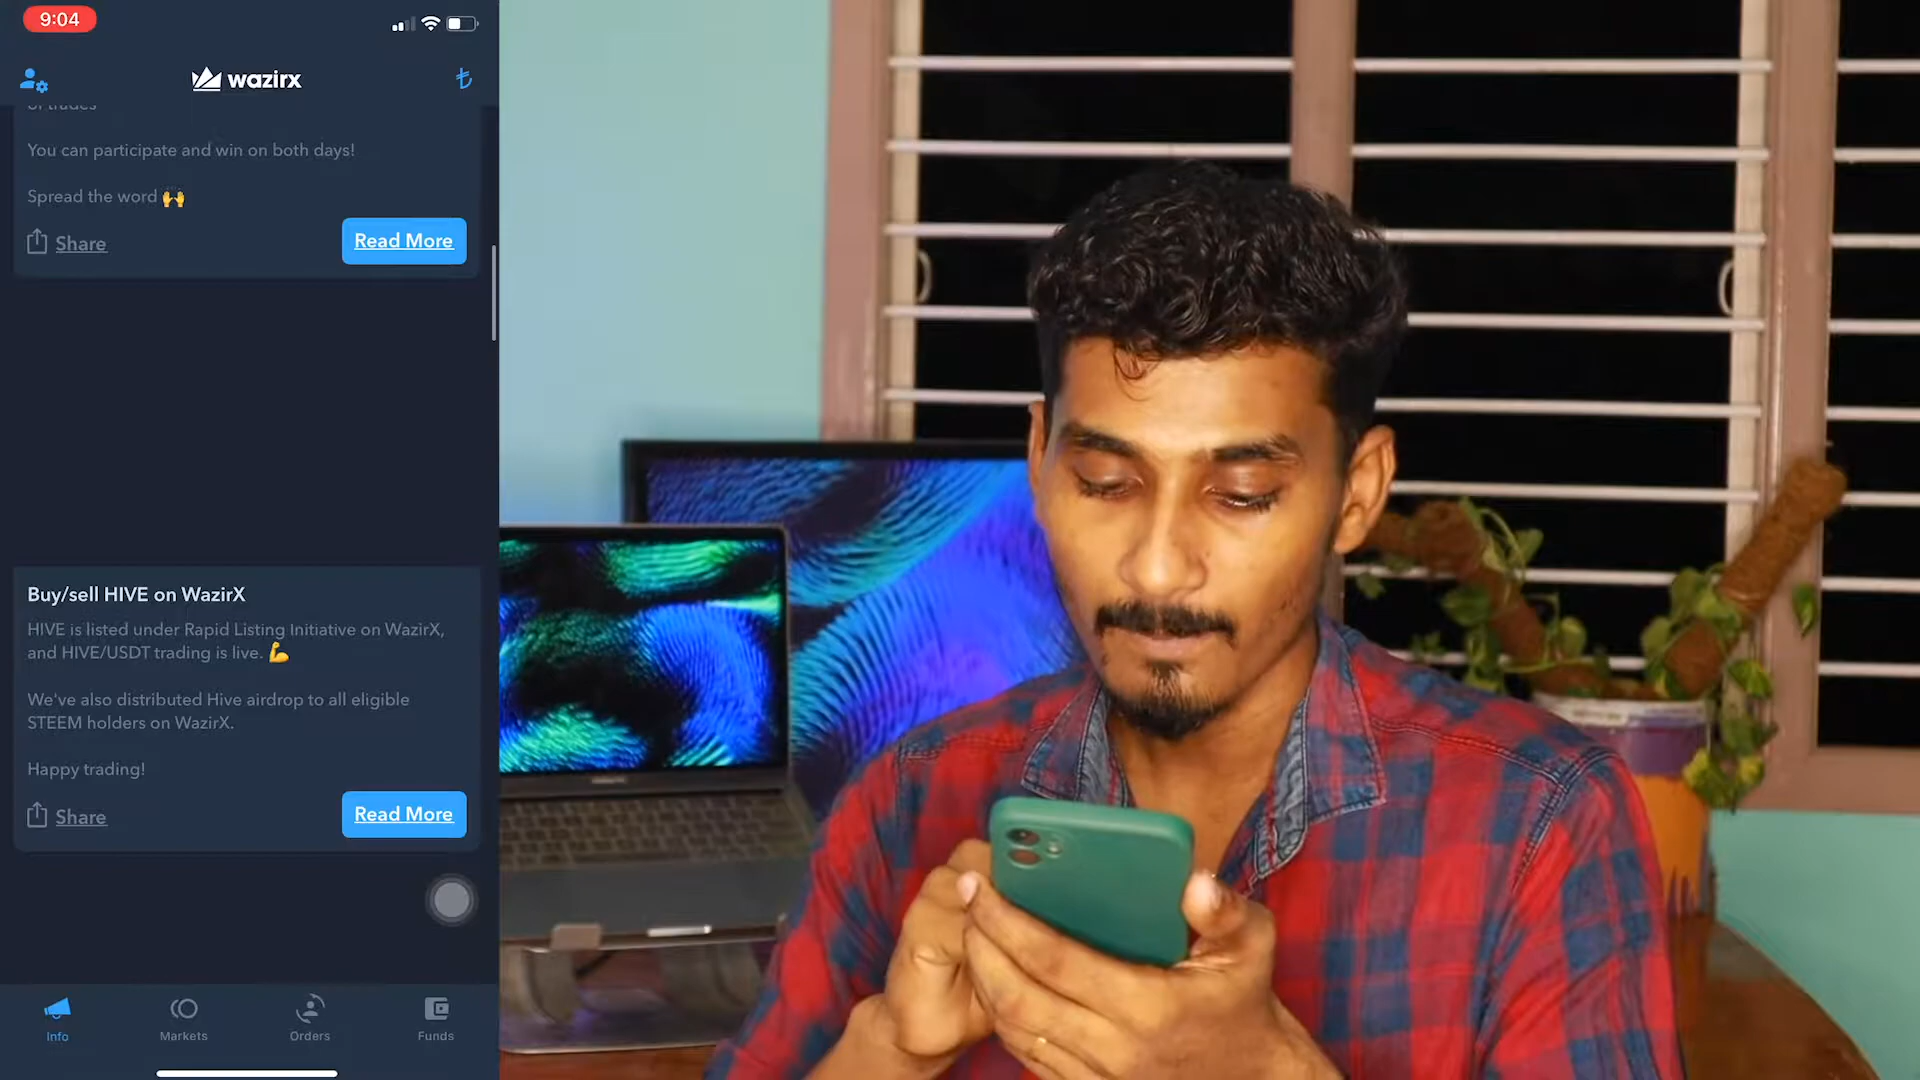 9:04
wazirx
of trades
You can participate and win on both days!
Spread the word 🙌
Share
Read More
Buy/sell HIVE on WazirX
HIVE is listed under Rapid Listing Initiative on WazirX,
and HIVE/USDT trading is live. 💪
We've also distributed Hive airdrop to all eligible
STEEM holders on WazirX.
Happy trading!
Share
Read More
Info
Markets
Orders
Funds